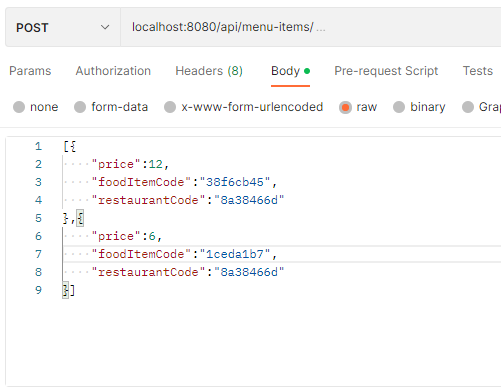 POST localhost:8080/api/menu-items/ ...
Params Authorization Headers (8) Body Pre-request Script Tests
none form-data x-www-form-urlencoded raw binary Gra
1 [{
2 "price":12,
3 "foodItemCode":"38f6cb45",
4 "restaurantCode":"8a38466d"
5 },{
6 "price":6,
7 "foodItemCode":"1ceda1b7",
8 "restaurantCode":"8a38466d"
9 }]